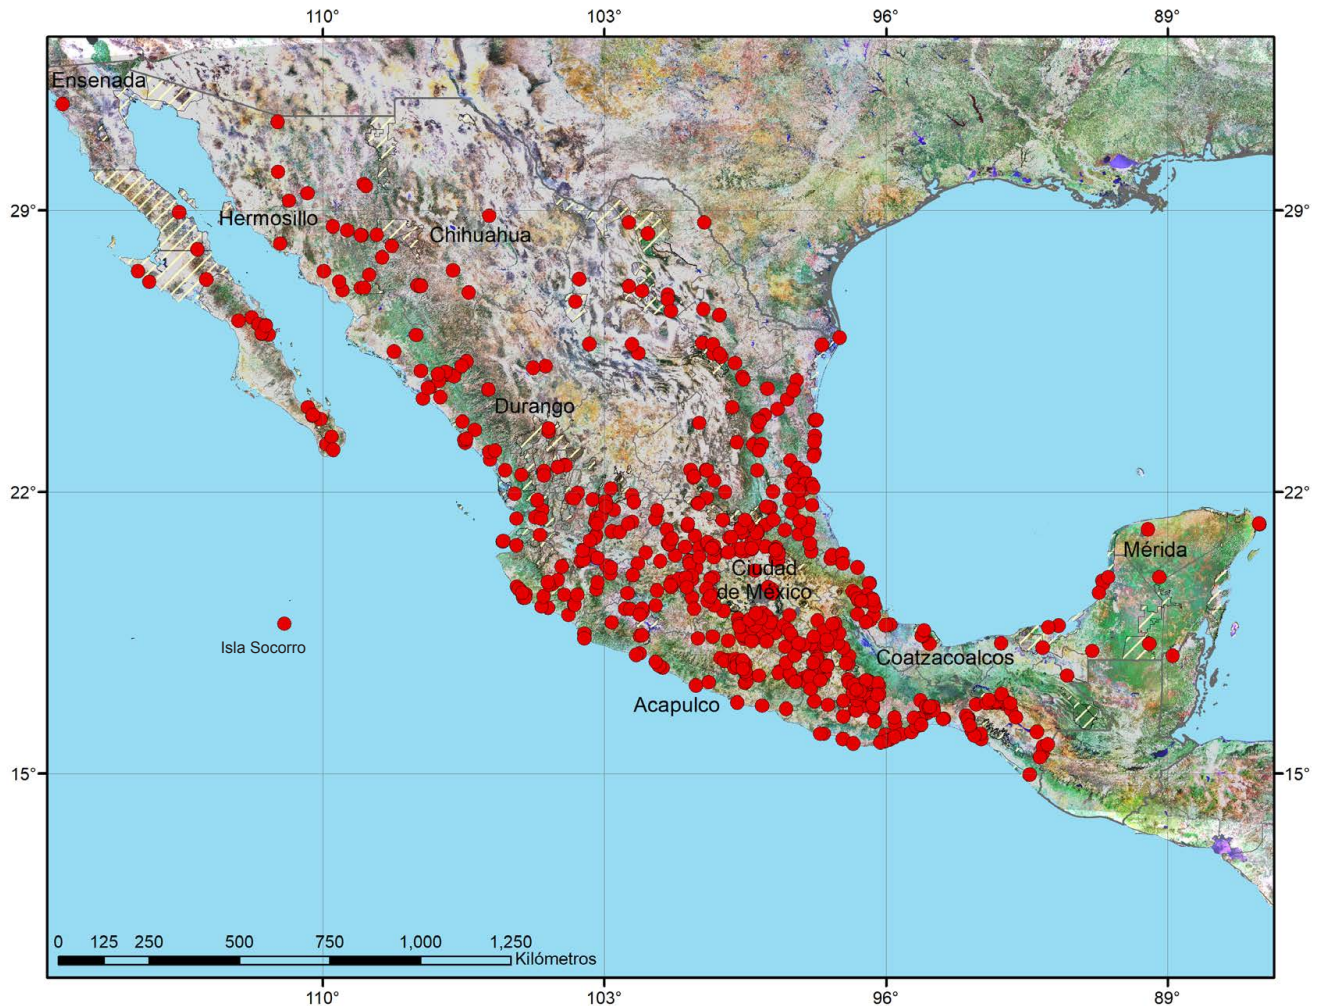 110° 103° 96° 89°
Ensenada
29° Hermosillo Chihuahua 29°
Durango
22° 22°
Mérida
Ciudad
de México
Isla Socorro
Coatzacoalcos
Acapulco
15° 15°
0 125 250 500 750 1,000 1,250
Kilómetros
110° 103° 96° 89°